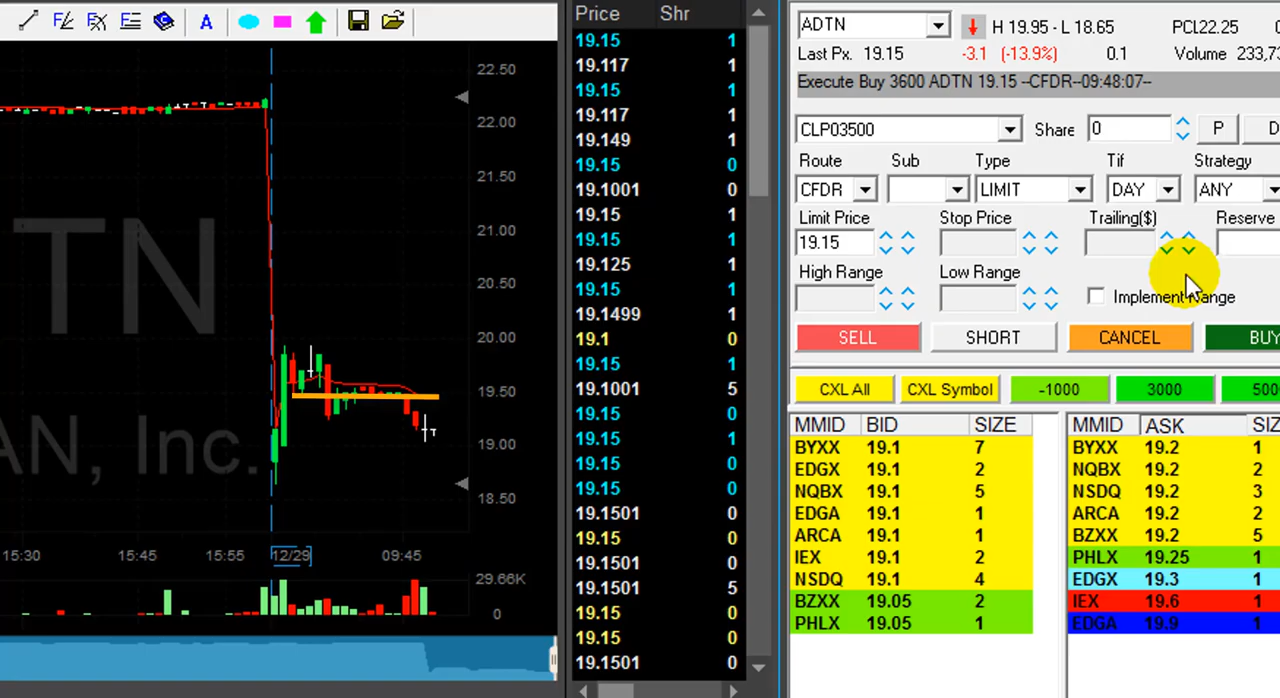 A
22.50
22.00
21.50
21.00
20.50
20.00
19.50
19.00
18.50
TN
AN, Inc.
15:30 15:45 15:55 12/29 09:45
29.66K
0
Price Shr
19.15 1
19.117 1
19.15 1
19.117 1
19.149 1
19.15 0
19.1001 0
19.15 1
19.15 1
19.125 1
19.15 1
19.1499 1
19.1 0
19.15 1
19.1001 5
19.15 0
19.15 1
19.15 0
19.15 0
19.1501 0
19.15 0
19.1501 0
19.1501 5
19.15 0
19.15 0
19.1501 0
ADTN H 19.95 - L 18.65 PCL22.25
Last Px. 19.15 -3.1 (-13.9%) 0.1 Volume 233,7
Execute Buy 3600 ADTN 19.15 --CFDR--09:48:07--
CLP03500 Share 0 P D
Route Sub Type Tif Strategy
CFDR LIMIT DAY ANY
Limit Price Stop Price Trailing($) Reserve
19.15
High Range Low Range
Implement Range
SELL SHORT CANCEL BUY
CXL All CXL Symbol -1000 3000 500
MMID BID SIZE
BYXX 19.1 7
EDGX 19.1 2
NQBX 19.1 5
EDGA 19.1 1
ARCA 19.1 1
IEX 19.1 2
NSDQ 19.1 4
BZXX 19.05 2
PHLX 19.05 1
MMID ASK SIZ
BYXX 19.2 1
NQBX 19.2 2
NSDQ 19.2 3
ARCA 19.2 2
BZXX 19.2 5
PHLX 19.25 1
EDGX 19.3 1
IEX 19.6 1
EDGA 19.9 1